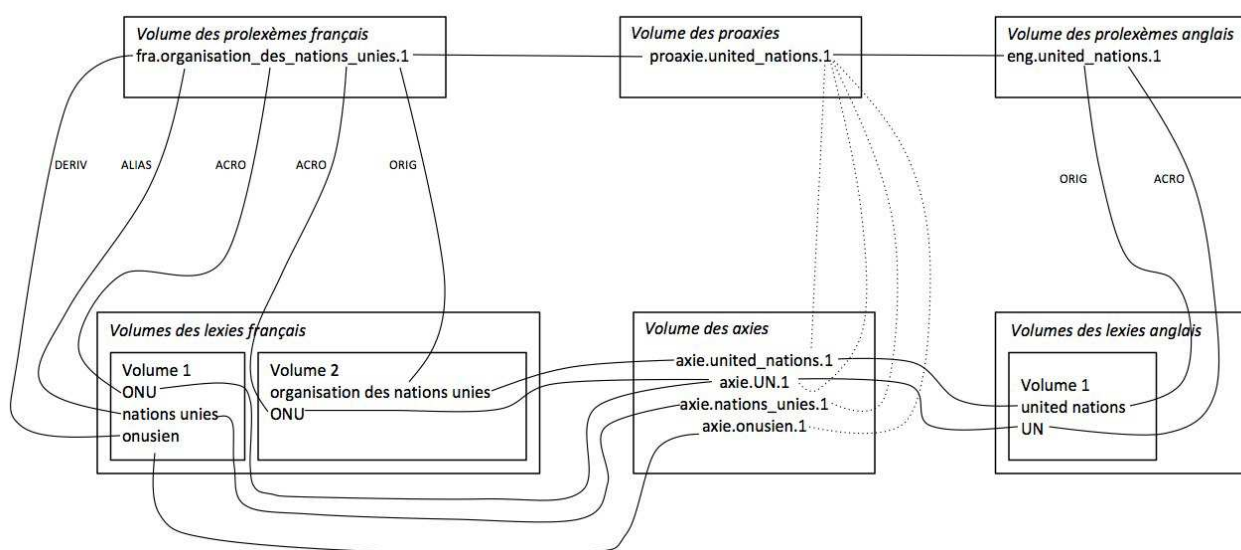 Volume des prolexèmes français
fra.organisation_des_nations_unies.1
Volume des proaxies
proaxie.united_nations.1
Volume des prolexèmes anglais
eng.united_nations.1
DERIV
ALIAS
ACRO
ACRO
ORIG
ORIG
ACRO
Volumes des lexies français
Volume 1
ONU
nations unies
onusien
Volume 2
organisation des nations unies
ONU
Volume des axies
axie.united_nations.1
axie.UN.1
axie.nations_unies.1
axie.onusien.1
Volumes des lexies anglais
Volume 1
united nations
UN